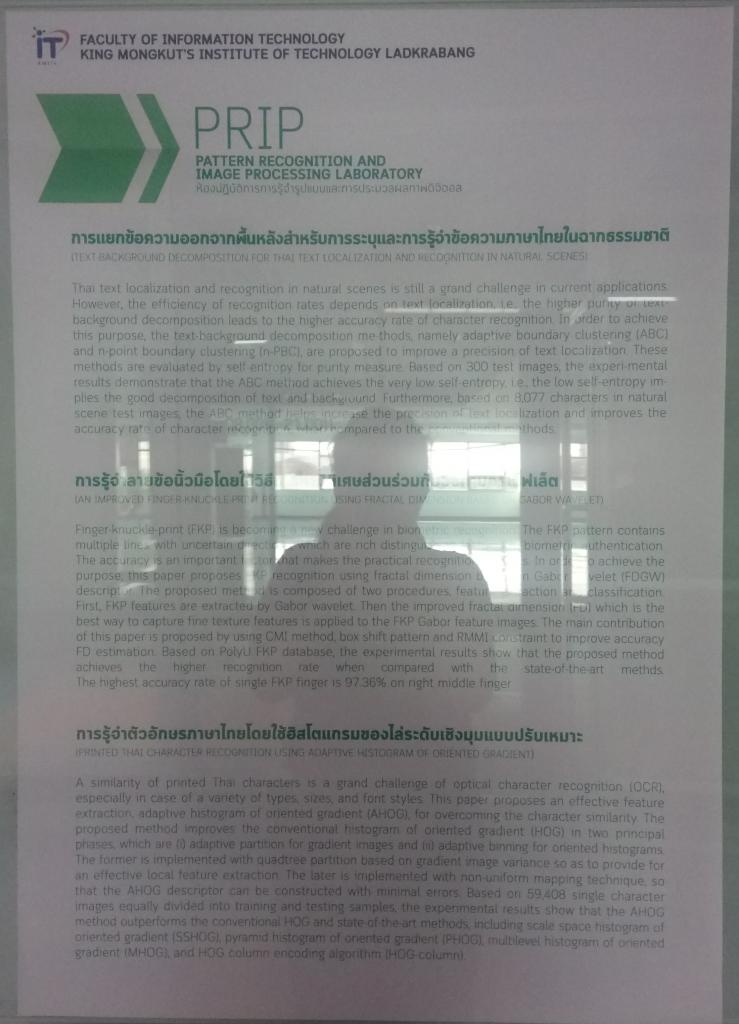 iT
KMITL
FACULTY OF INFORMATION TECHNOLOGY
KING MONGKUT'S INSTITUTE OF TECHNOLOGY LADKRABANG
PRIP
PATTERN RECOGNITION AND
IMAGE PROCESSING LABORATORY
ห้องปฏิบัติการการรู้จำรูปแบบและการประมวลผลภาพดิจิตอล
การแยกข้อความออกจากพื้นหลังสำหรับการระบุและการรู้จำข้อความภาษาไทยในฉากธรรมชาติ
(TEXT-BACKGROUND DECOMPOSITION FOR THAI TEXT LOCALIZATION AND RECOGNITION IN NATURAL SCENES)
Thai text localization and recognition in natural scenes is still a grand challenge in current applications.
However, the efficiency of recognition rates depends on text localization, i.e., the higher purity of text-
background decomposition leads to the higher accuracy rate of character recognition. In order to achieve
this purpose, the text-background decomposition me-thods, namely adaptive boundary clustering (ABC)
and n-point boundary clustering (n-PBC), are proposed to improve a precision of text localization. These
methods are evaluated by self-entropy for purity measure. Based on 300 test images, the experi-mental
results demonstrate that the ABC method achieves the very low self-entropy, i.e., the low self-entropy im-
plies the good decomposition of text and background. Furthermore, based on 8,077 characters in natural
scene test images, the ABC method helps increase the precision of text localization and improves the
accuracy rate of character recognition when compared to the conventional methods.
การรู้จำลายข้อนิ้วมือโดยใช้วิธี มิติเศษส่วนร่วมกับ
(AN IMPROVED FINGER-KNUCKLE-PRINT RECOGNITION USING FRACTAL DIMENSION BASED ON GABOR WAVELET)
Finger-knuckle-print (FKP) is becoming a new challenge in biometric recognition. The FKP pattern contains
multiple lines with uncertain directions which are rich distinguish biometric authentication.
The accuracy is an important factor that makes the practical recognition In order to achieve the
purpose, this paper proposes FKP recognition using fractal dimension based on Gabor wavelet (FDGW)
descriptor. The proposed method is composed of two procedures, feature extraction and classification.
First, FKP features are extracted by Gabor wavelet. Then the improved fractal dimension (FD) which is the
best way to capture fine texture features is applied to the FKP Gabor feature images. The main contribution
of this paper is proposed by using CMI method, box shift pattern and RMMI constraint to improve accuracy
FD estimation. Based on PolyU FKP database, the experimental results show that the proposed method
achieves the higher recognition rate when compared with the state-of-the-art methds.
The highest accuracy rate of single FKP finger is 97.36% on right middle finger
การรู้จำตัวอักษรภาษาไทยโดยใช้ฮิสโตแกรมของไล่ระดับเชิงมุมแบบปรับเหมาะ
(PRINTED THAI CHARACTER RECOGNITION USING ADAPTIVE HISTOGRAM OF ORIENTED GRADIENT)
A similarity of printed Thai characters is a grand challenge of optical character recognition (OCR),
especially in case of a variety of types, sizes, and font styles. This paper proposes an effective feature
extraction, adaptive histogram of oriented gradient (AHOG), for overcoming the character similarity. The
proposed method improves the conventional histogram of oriented gradient (HOG) in two principal
phases, which are (i) adaptive partition for gradient images and (ii) adaptive binning for oriented histograms.
The former is implemented with quadtree partition based on gradient image variance so as to provide for
an effective local feature extraction. The later is implemented with non-uniform mapping technique, so
that the AHOG descriptor can be constructed with minimal errors. Based on 59,408 single character
images equally divided into training and testing samples, the experimental results show that the AHOG
method outperforms the conventional HOG and state-of-the-art methods, including scale space histogram of
oriented gradient (SSHOG), pyramid histogram of oriented gradient (PHOG), multilevel histogram of oriented
gradient (MHOG), and HOG column encoding algorithm (HOG-column).